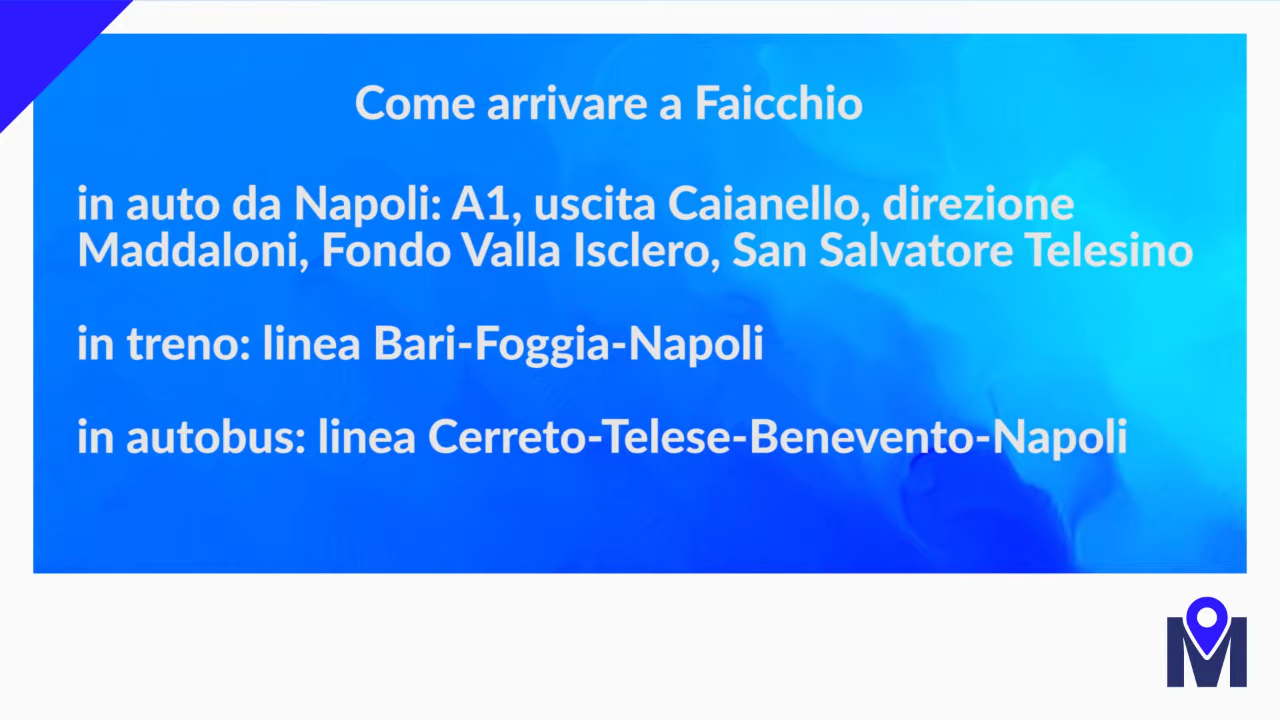 Come arrivare a Faicchio
in auto da Napoli: A1, uscita Caianello, direzione
Maddaloni, Fondo Valla Isclero, San Salvatore Telesino
in treno: linea Bari-Foggia-Napoli
in autobus: linea Cerreto-Telese-Benevento-Napoli
M